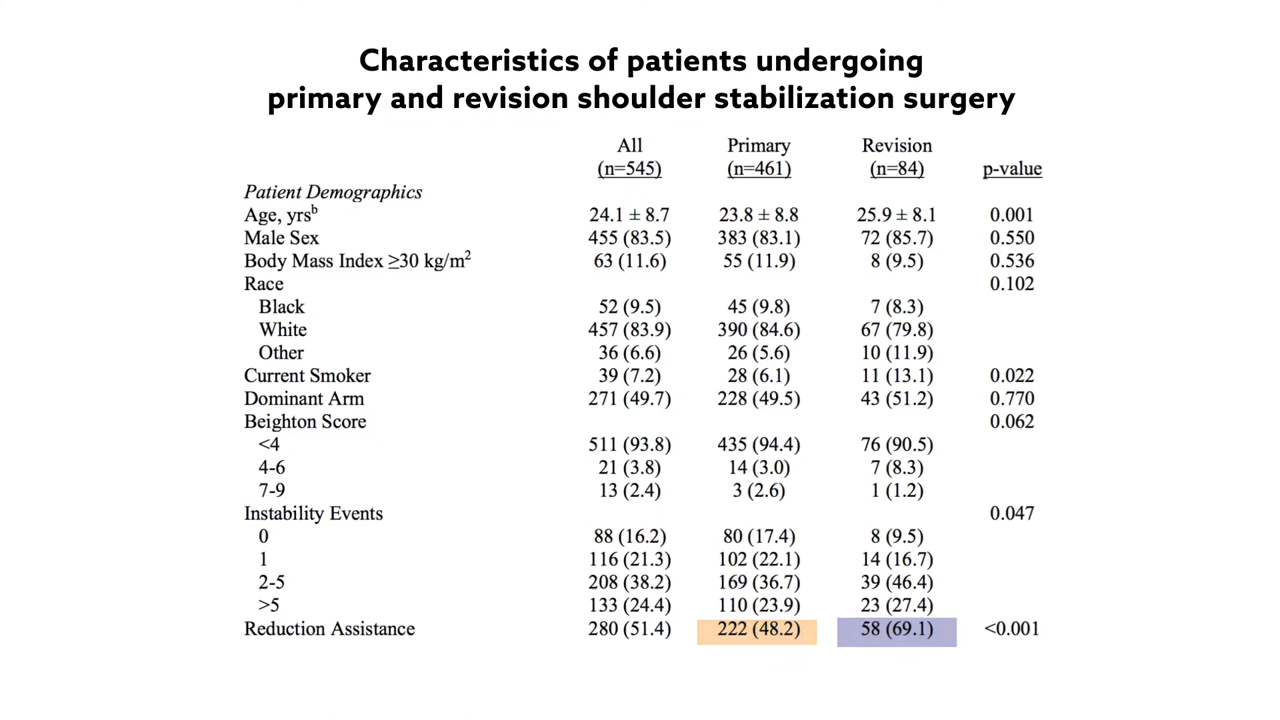 Characteristics of patients undergoing
primary and revision shoulder stabilization surgery
All Primary Revision
(n=545) (n=461) (n=84) p-value
Patient Demographics
Age, yrsb 24.1 ± 8.7 23.8 ± 8.8 25.9 ± 8.1 0.001
Male Sex 455 (83.5) 383 (83.1) 72 (85.7) 0.550
Body Mass Index ≥30 kg/m2 63 (11.6) 55 (11.9) 8 (9.5) 0.536
Race 0.102
Black 52 (9.5) 45 (9.8) 7 (8.3)
White 457 (83.9) 390 (84.6) 67 (79.8)
Other 36 (6.6) 26 (5.6) 10 (11.9)
Current Smoker 39 (7.2) 28 (6.1) 11 (13.1) 0.022
Dominant Arm 271 (49.7) 228 (49.5) 43 (51.2) 0.770
Beighton Score 0.062
<4 511 (93.8) 435 (94.4) 76 (90.5)
4-6 21 (3.8) 14 (3.0) 7 (8.3)
7-9 13 (2.4) 3 (2.6) 1 (1.2)
Instability Events 0.047
0 88 (16.2) 80 (17.4) 8 (9.5)
1 116 (21.3) 102 (22.1) 14 (16.7)
2-5 208 (38.2) 169 (36.7) 39 (46.4)
>5 133 (24.4) 110 (23.9) 23 (27.4)
Reduction Assistance 280 (51.4) 222 (48.2) 58 (69.1) <0.001